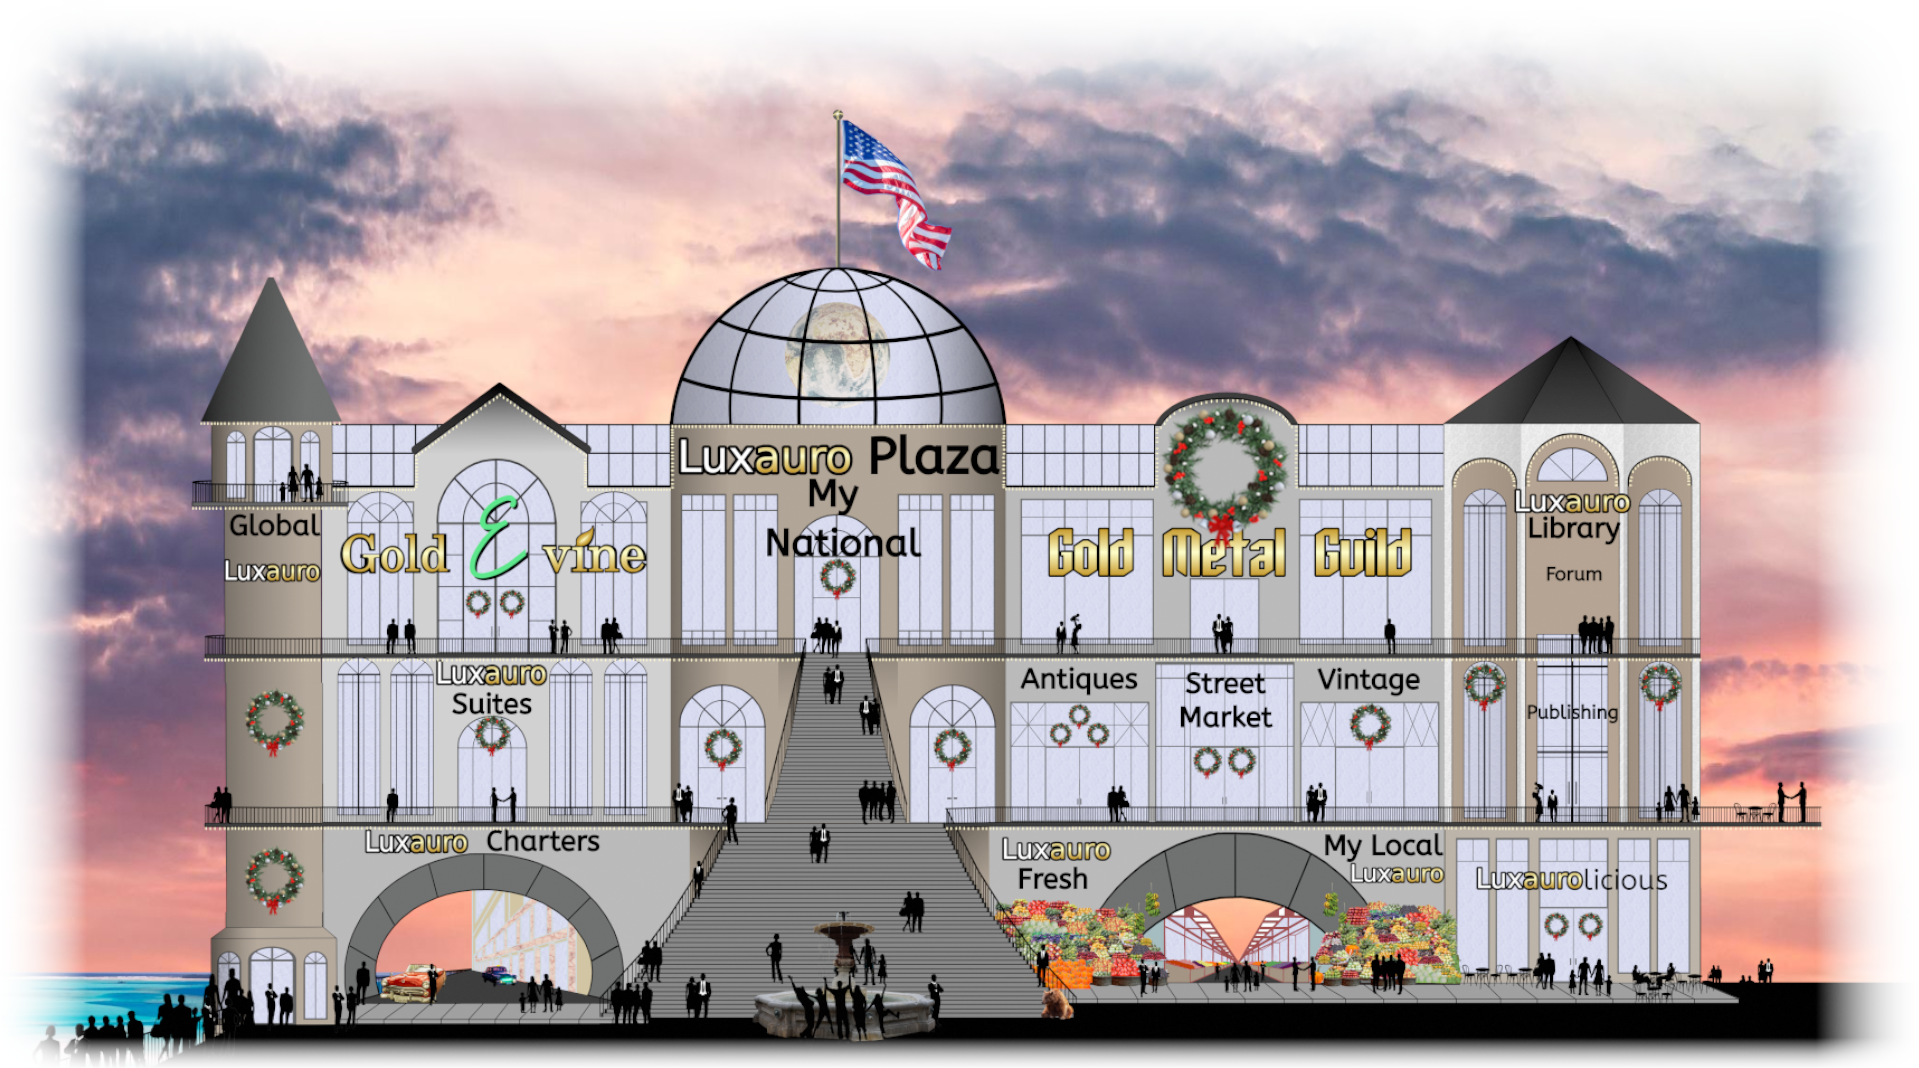 Luxauro Plaza
My
National
Global
Luxauro
Gold E vine
Gold Metal Guild
Luxauro
Library
Forum
Luxauro
Suites
Antiques
Street
Market
Vintage
Publishing
Luxauro Charters
Luxauro
Fresh
My Local
Luxauro
Luxaurolicious